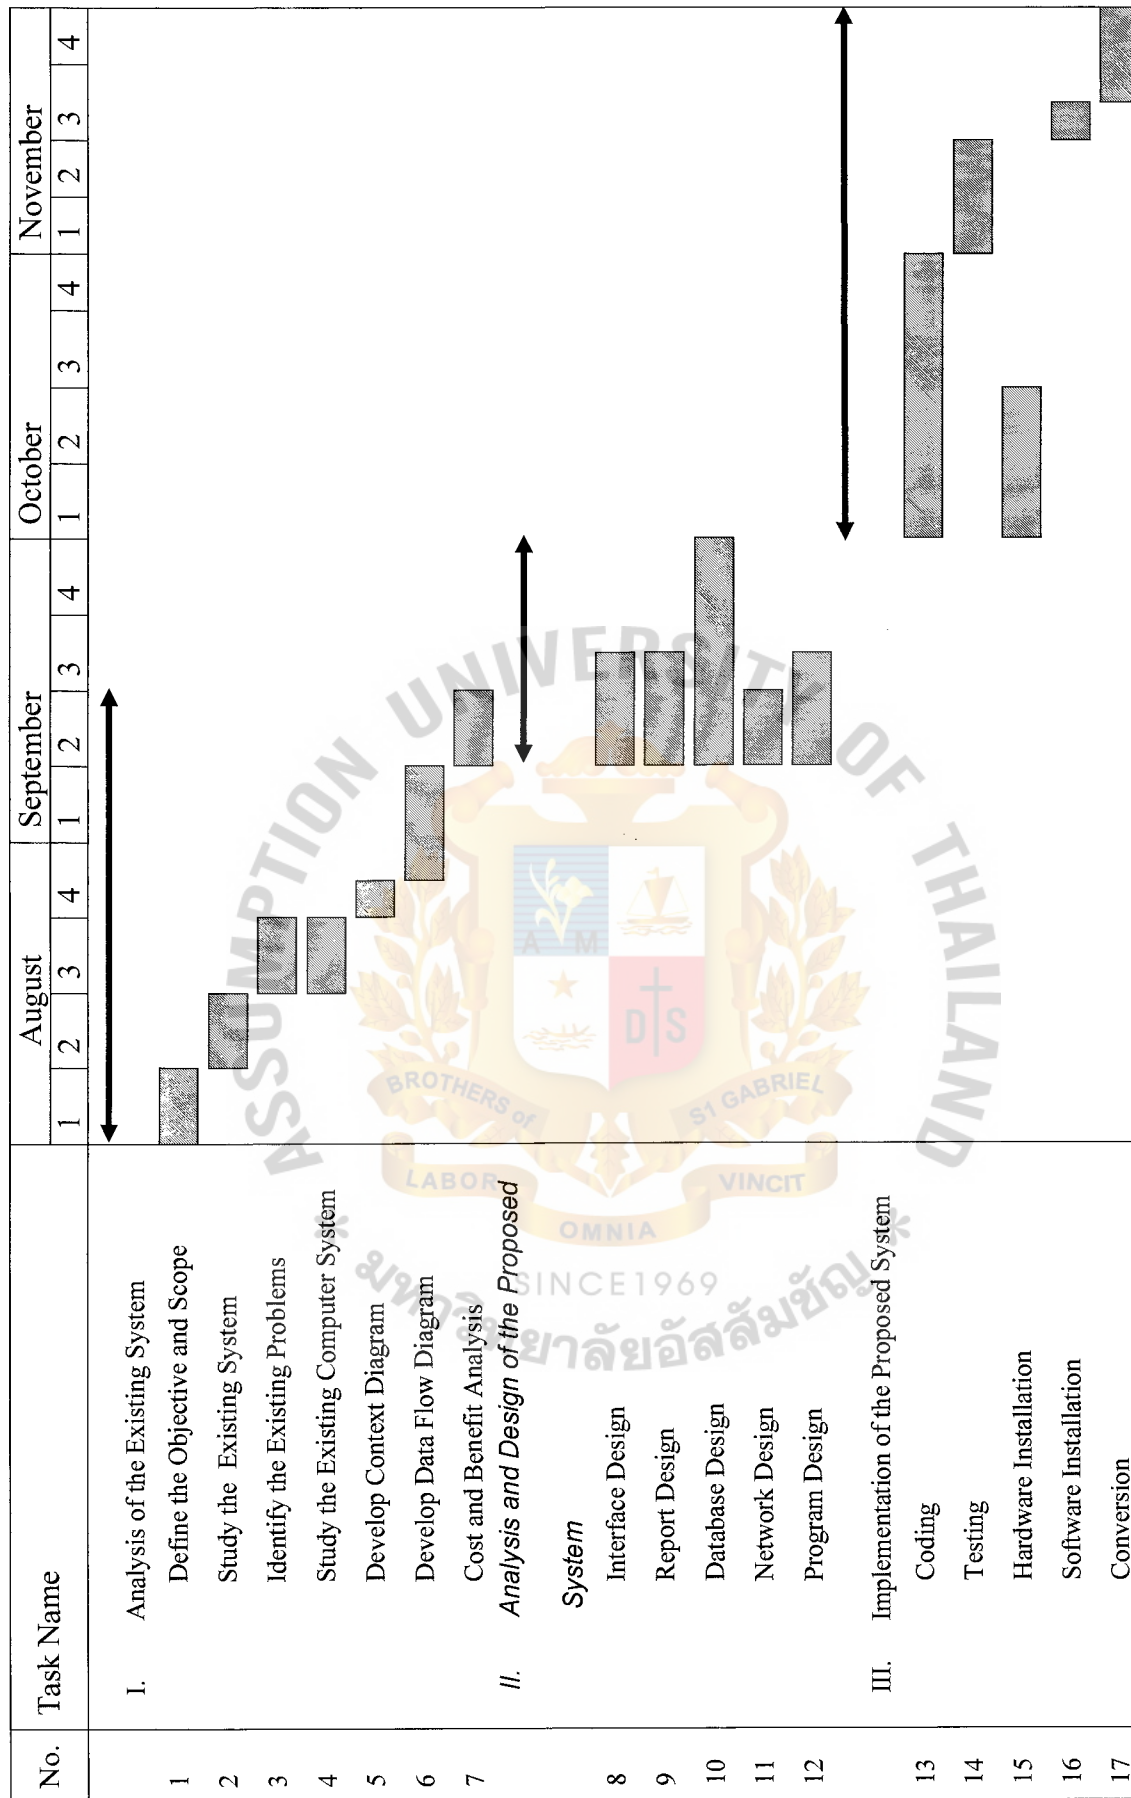 No. Task Name August September October November
1 2 3 4 1 2 3 4 1 2 3 4 1 2 3 4
I. Analysis of the Existing System
1 Define the Objective and Scope
2 Study the Existing System
3 Identify the Existing Problems
4 Study the Existing Computer System
5 Develop Context Diagram
6 Develop Data Flow Diagram
7 Cost and Benefit Analysis
II. Analysis and Design of the Proposed
System
8 Interface Design
9 Report Design
10 Database Design
11 Network Design
12 Program Design
III. Implementation of the Proposed System
13 Coding
14 Testing
15 Hardware Installation
16 Software Installation
17 Conversion
ASSUMPTION UNIVERSITY OF THAILAND
A M
D S
BROTHERS of
S1 GABRIEL
LABOR
OMNIA
VINCIT
SINCE1969
* มหาวิทยาลัยอัสสัมชัญ *